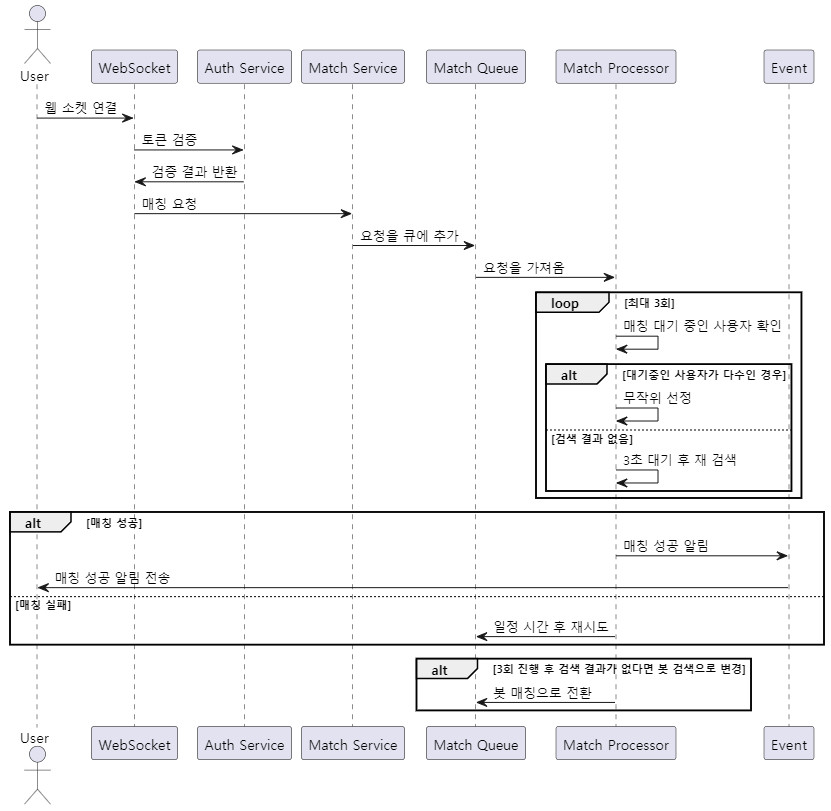 User
WebSocket
Auth Service
Match Service
Match Queue
Match Processor
Event
웹 소켓 연결
토큰 검증
검증 결과 반환
매칭 요청
요청을 큐에 추가
요청을 가져옴
loop [최대 3회]
매칭 대기 중인 사용자 확인
alt [대기중인 사용자가 다수인 경우]
무작위 선정
[검색 결과 없음]
3초 대기 후 재 검색
alt [매칭 성공]
매칭 성공 알림
매칭 성공 알림 전송
[매칭 실패]
일정 시간 후 재시도
alt [3회 진행 후 검색 결과가 없다면 봇 검색으로 변경]
봇 매칭으로 전환
User
WebSocket
Auth Service
Match Service
Match Queue
Match Processor
Event